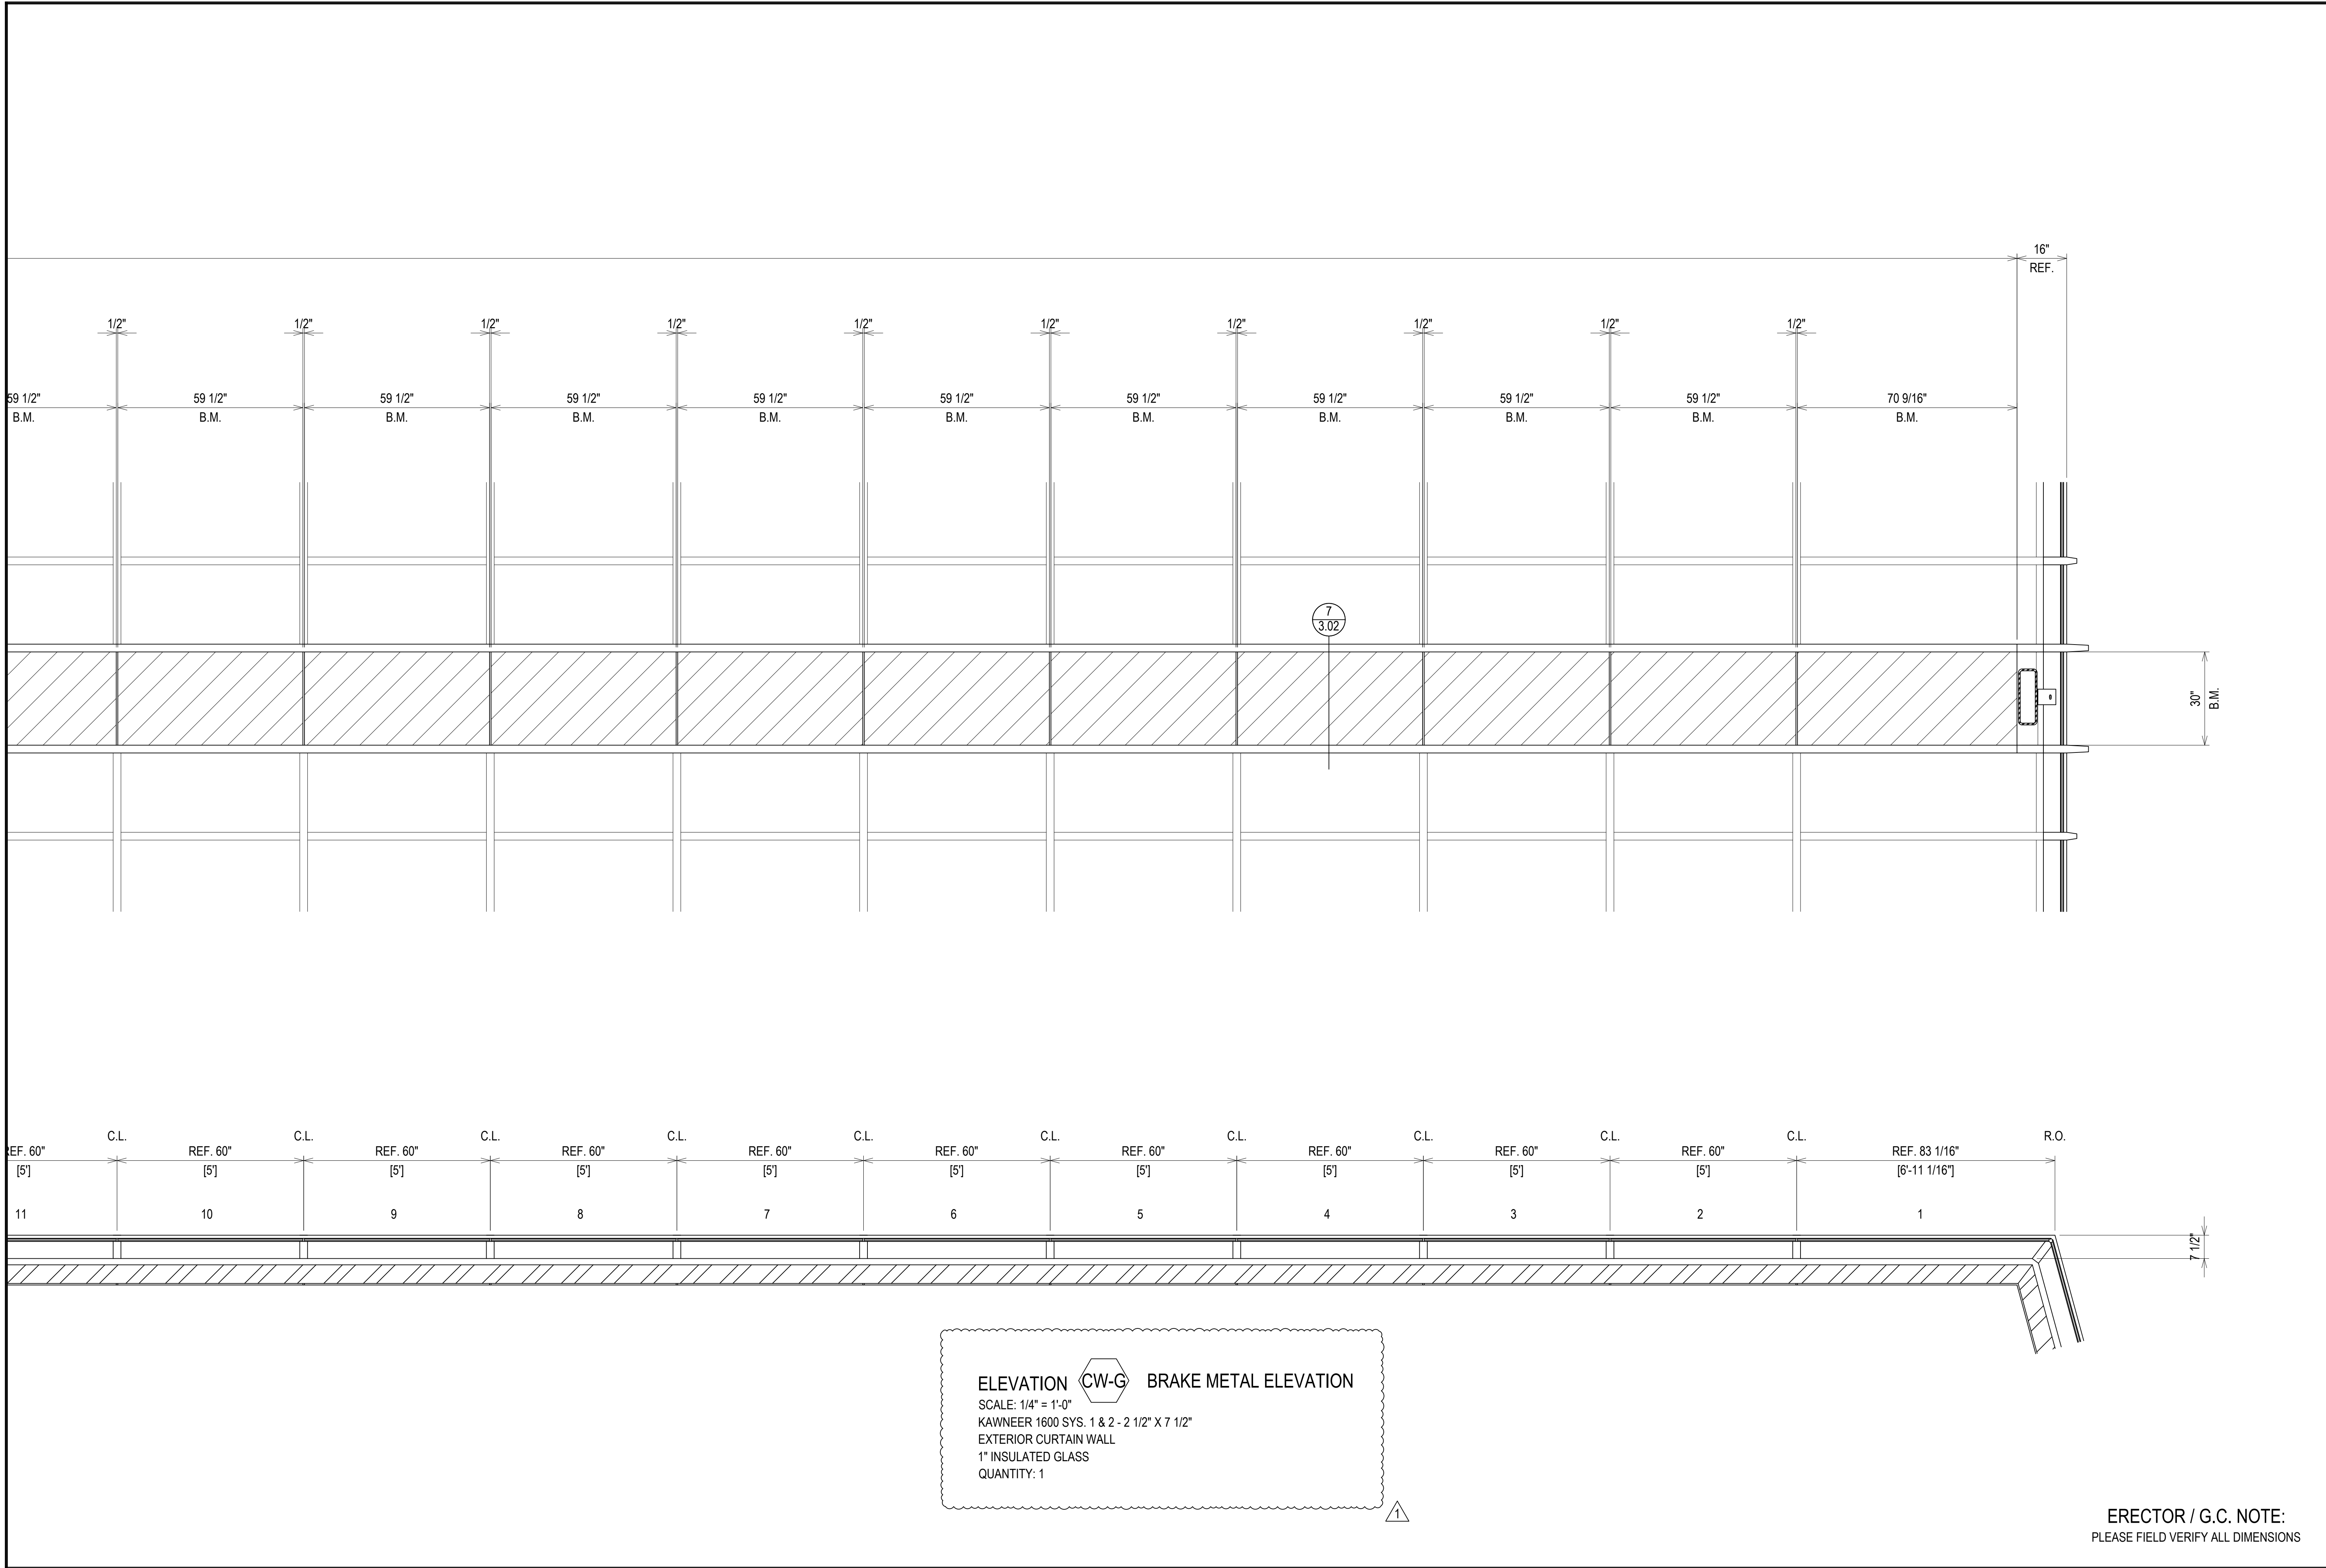 16"
REF.
1/2" 1/2" 1/2" 1/2" 1/2" 1/2" 1/2" 1/2" 1/2" 1/2"
59 1/2" 59 1/2" 59 1/2" 59 1/2" 59 1/2" 59 1/2" 59 1/2" 59 1/2" 59 1/2" 59 1/2" 70 9/16"
B.M. B.M. B.M. B.M. B.M. B.M. B.M. B.M. B.M. B.M. B.M.
7
3.02
30"
B.M.
C.L. C.L. C.L. C.L. C.L. C.L. C.L. C.L. C.L. C.L. R.O.
REF. 60" REF. 60" REF. 60" REF. 60" REF. 60" REF. 60" REF. 60" REF. 60" REF. 60" REF. 60" REF. 83 1/16"
[5'] [5'] [5'] [5'] [5'] [5'] [5'] [5'] [5'] [5'] [6'-11 1/16"]
11 10 9 8 7 6 5 4 3 2 1
7 1/2"
ELEVATION CW-G BRAKE METAL ELEVATION
SCALE: 1/4" = 1'-0"
KAWNEER 1600 SYS. 1 & 2 - 2 1/2" X 7 1/2"
EXTERIOR CURTAIN WALL
1" INSULATED GLASS
QUANTITY: 1
1
ERECTOR / G.C. NOTE:
PLEASE FIELD VERIFY ALL DIMENSIONS